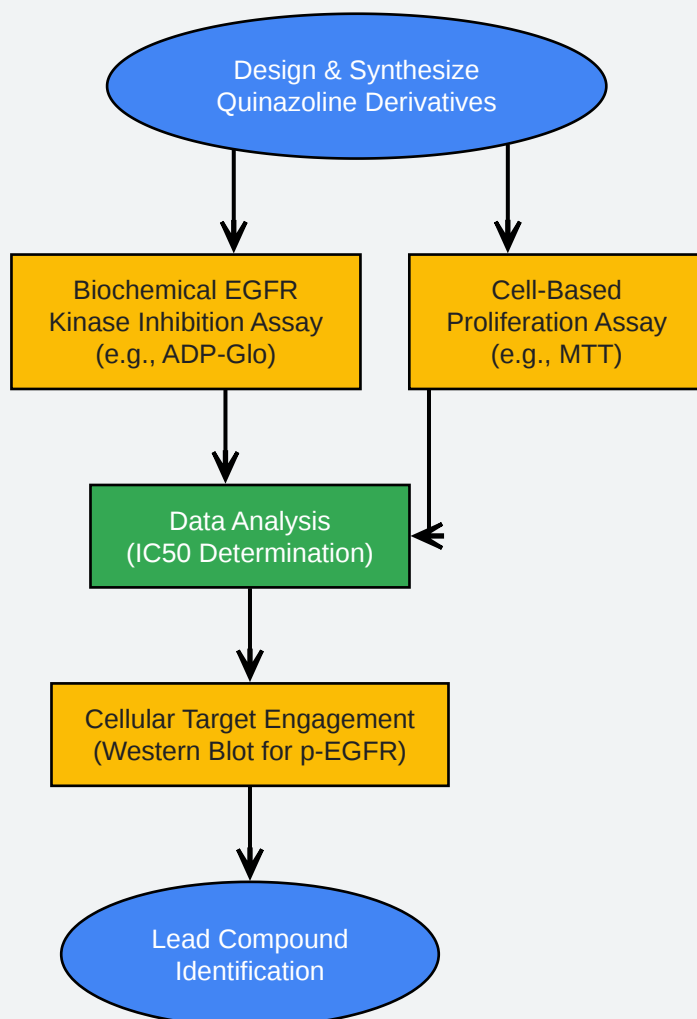 Design & Synthesize
Quinazoline Derivatives
Biochemical EGFR
Kinase Inhibition Assay
(e.g., ADP-Glo)
Cell-Based
Proliferation Assay
(e.g., MTT)
Data Analysis
(IC50 Determination)
Cellular Target Engagement
(Western Blot for p-EGFR)
Lead Compound
Identification